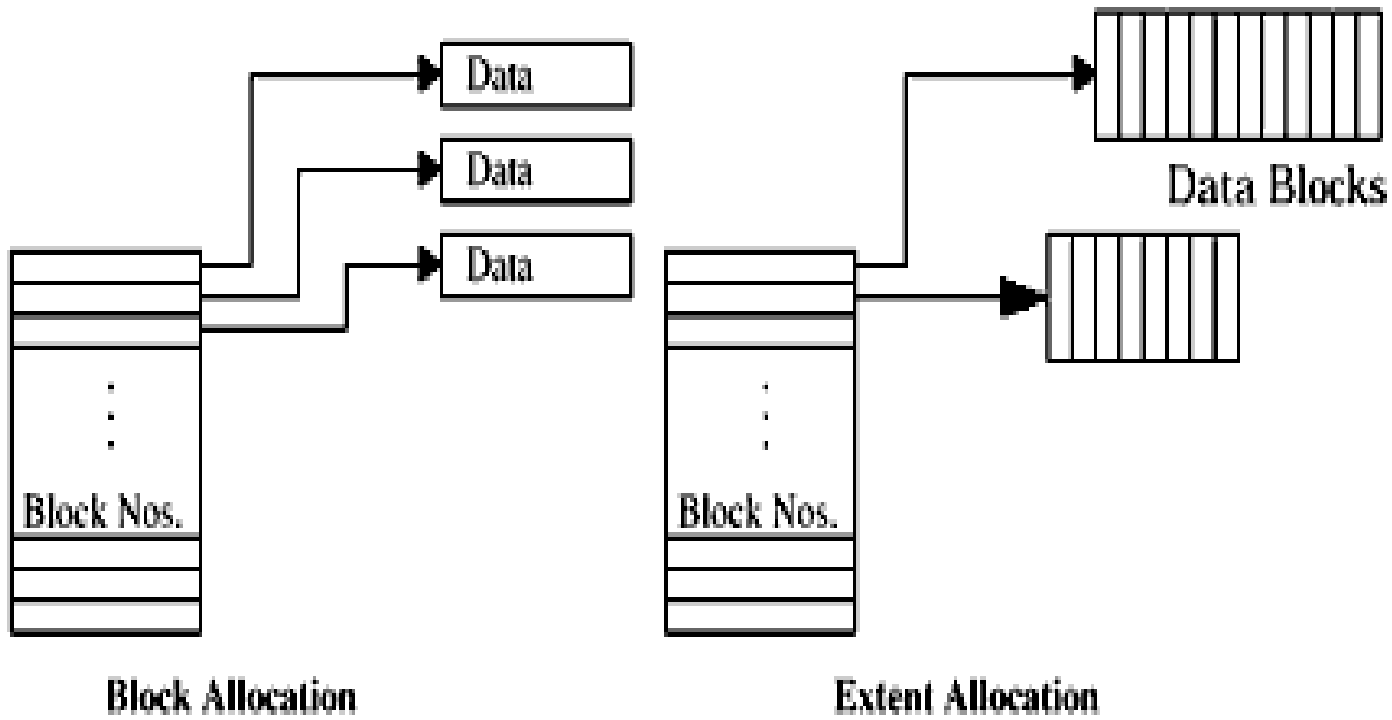 Data
Data
Data
Block Nos.
Block Allocation
Data Blocks
Block Nos.
Extent Allocation